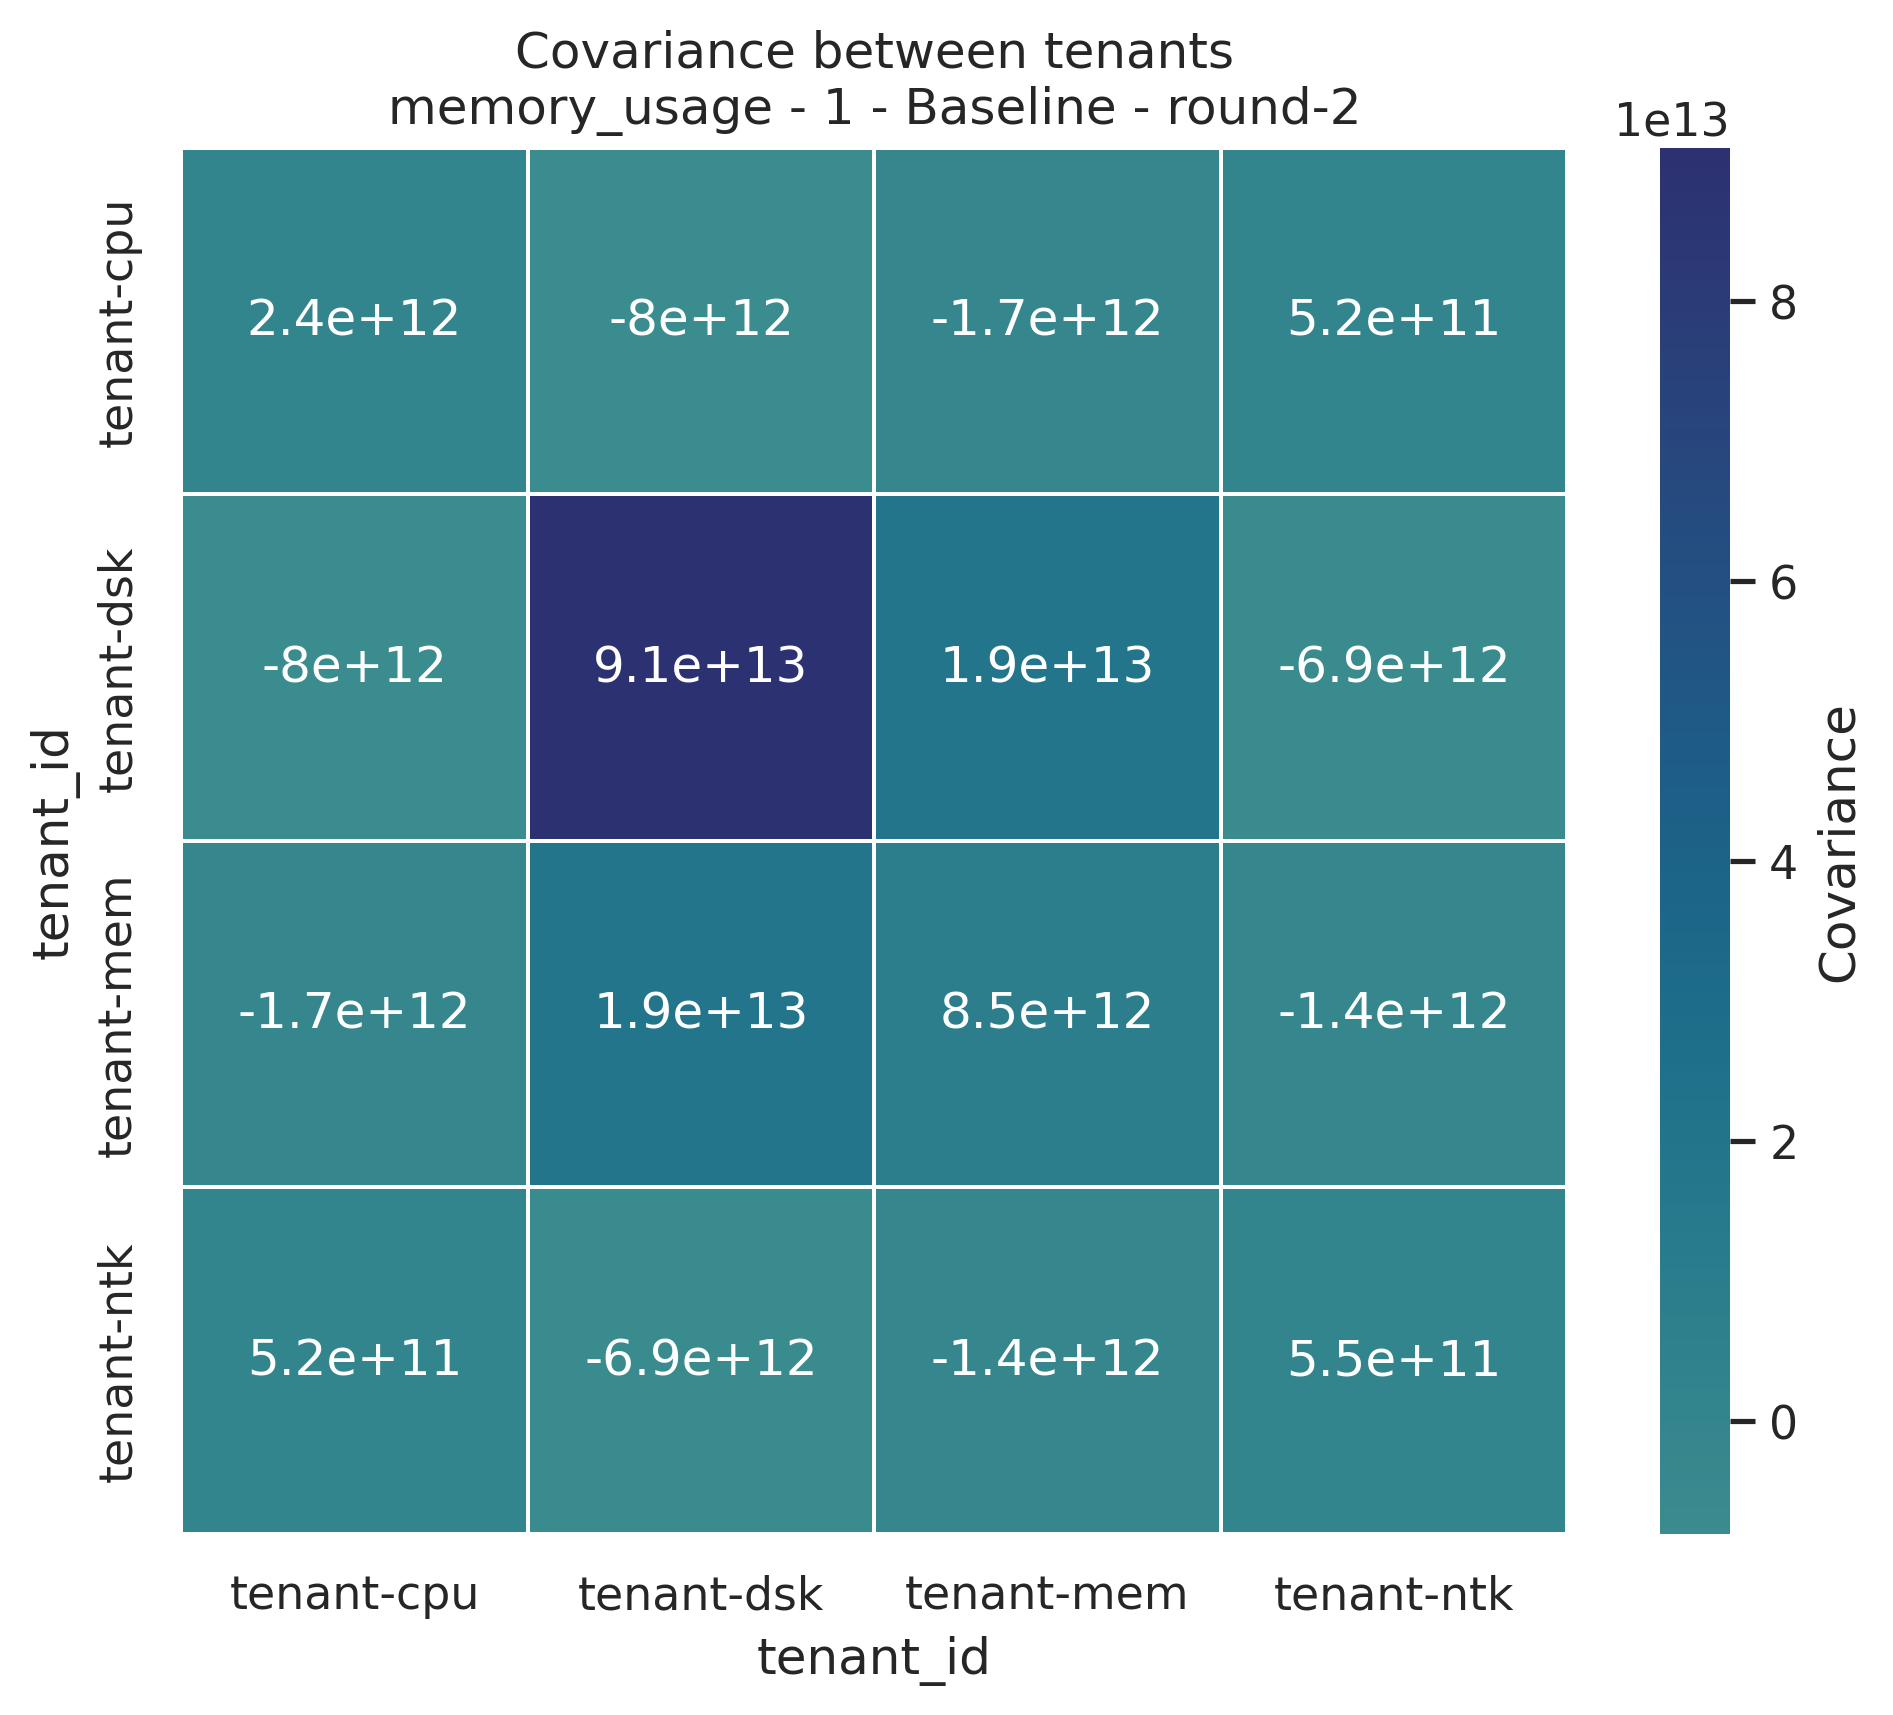 Covariance between tenants
memory_usage - 1 - Baseline - round-2
1e13
tenant_id
tenant-cpu
2.4e+12 -8e+12 -1.7e+12 5.2e+11
tenant-dsk
-8e+12 9.1e+13 1.9e+13 -6.9e+12
tenant-mem
-1.7e+12 1.9e+13 8.5e+12 -1.4e+12
tenant-ntk
5.2e+11 -6.9e+12 -1.4e+12 5.5e+11
tenant-cpu tenant-dsk tenant-mem tenant-ntk
tenant_id
8
6
4
2
0
Covariance